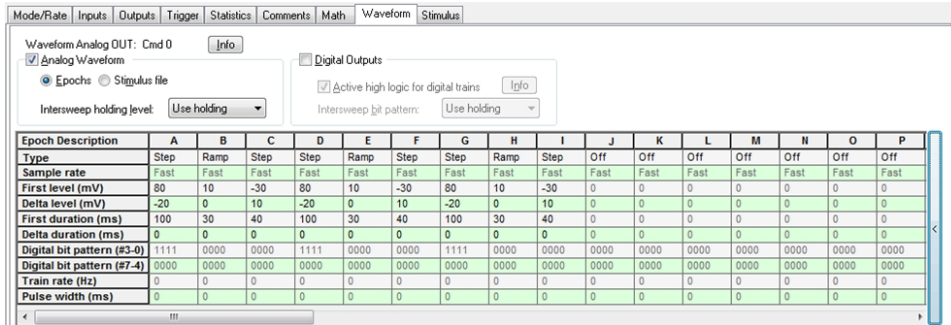 Mode/Rate Inputs Outputs Trigger Statistics Comments Math Waveform Stimulus
Waveform Analog OUT: Cmd 0 Info
Analog Waveform Digital Outputs
Epochs Stimulus file Active high logic for digital trains Info
Intersweep holding level: Use holding Intersweep bit pattern: Use holding
Epoch Description A B C D E F G H I J K L M N O P
Type Step Ramp Step Step Ramp Step Step Ramp Step Off Off Off Off Off Off Off
Sample rate Fast Fast Fast Fast Fast Fast Fast Fast Fast Fast Fast Fast Fast Fast Fast Fast
First level (mV) 80 10 -30 80 10 -30 80 10 -30 0 0 0 0 0 0 0
Delta level (mV) -20 0 10 -20 0 10 -20 0 10 0 0 0 0 0 0 0
First duration (ms) 100 30 40 100 30 40 100 30 40 0 0 0 0 0 0 0
Delta duration (ms) 0 0 0 0 0 0 0 0 0 0 0 0 0 0 0 0
Digital bit pattern (#3-0) 1111 0000 0000 1111 0000 0000 1111 0000 0000 0000 0000 0000 0000 0000 0000 0000
Digital bit pattern (#7-4) 0000 0000 0000 0000 0000 0000 0000 0000 0000 0000 0000 0000 0000 0000 0000 0000
Train rate (Hz) 0 0 0 0 0 0 0 0 0 0 0 0 0 0 0 0
Pulse width (ms) 0 0 0 0 0 0 0 0 0 0 0 0 0 0 0 0